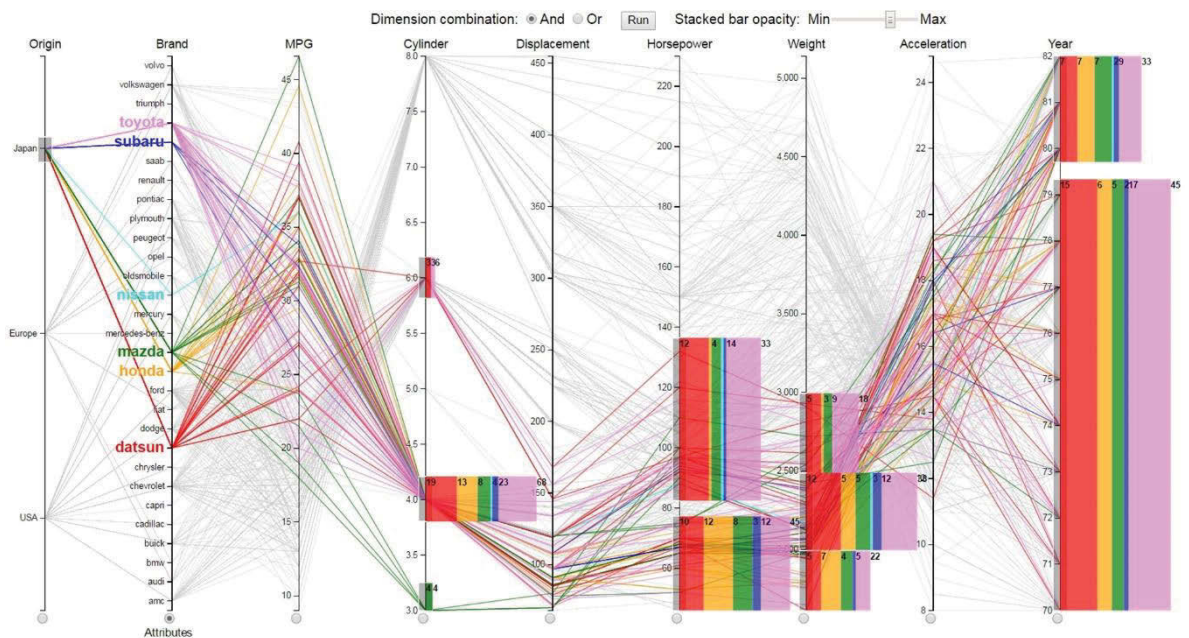 Dimension combination: And Or Run Stacked bar opacity: Min Max
Origin Brand MPG Cylinder Displacement Horsepower Weight Acceleration Year
Japan
Europe
USA
volvo
volkswagen
triumph
toyota
subaru
saab
renault
pontiac
plymouth
peugeot
opel
oldsmobile
nissan
mercury
mercedes-benz
mazda
honda
ford
fiat
dodge
datsun
chrysler
chevrolet
capri
cadillac
buick
bmw
audi
amc
Attributes
45
40
35
30
25
20
15
10
8.0
7.5
7.0
6.5
6.0
5.5
5.0
4.5
4.0
3.5
3.0
336
19 13 8 4 23 68
4 4
450
400
350
300
250
200
150
220
200
180
160
140
120
100
80
60
12 4 14 33
10 12 8 3 12 45
5,000
4,500
4,000
3,500
3,000
2,500
5 3 9 18
12 5 5 3 12
5 7 4 5 22
24
22
20
18
16
14
10
8
82
81
80
79
78
77
76
75
74
73
72
71
70
7 7 7 29 33
15 6 5 217 45